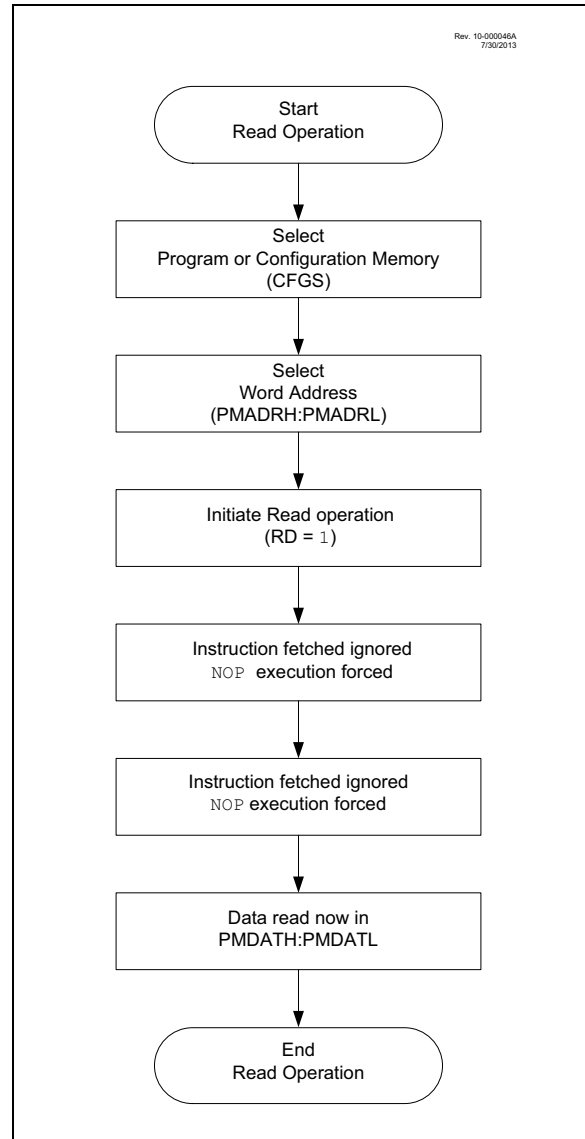 Rev. 10-000046A
7/30/2013
Start
Read Operation
Select
Program or Configuration Memory
(CFGS)
Select
Word Address
(PMADRH:PMADRL)
Initiate Read operation
(RD = 1)
Instruction fetched ignored
NOP execution forced
Instruction fetched ignored
NOP execution forced
Data read now in
PMDATH:PMDATL
End
Read Operation